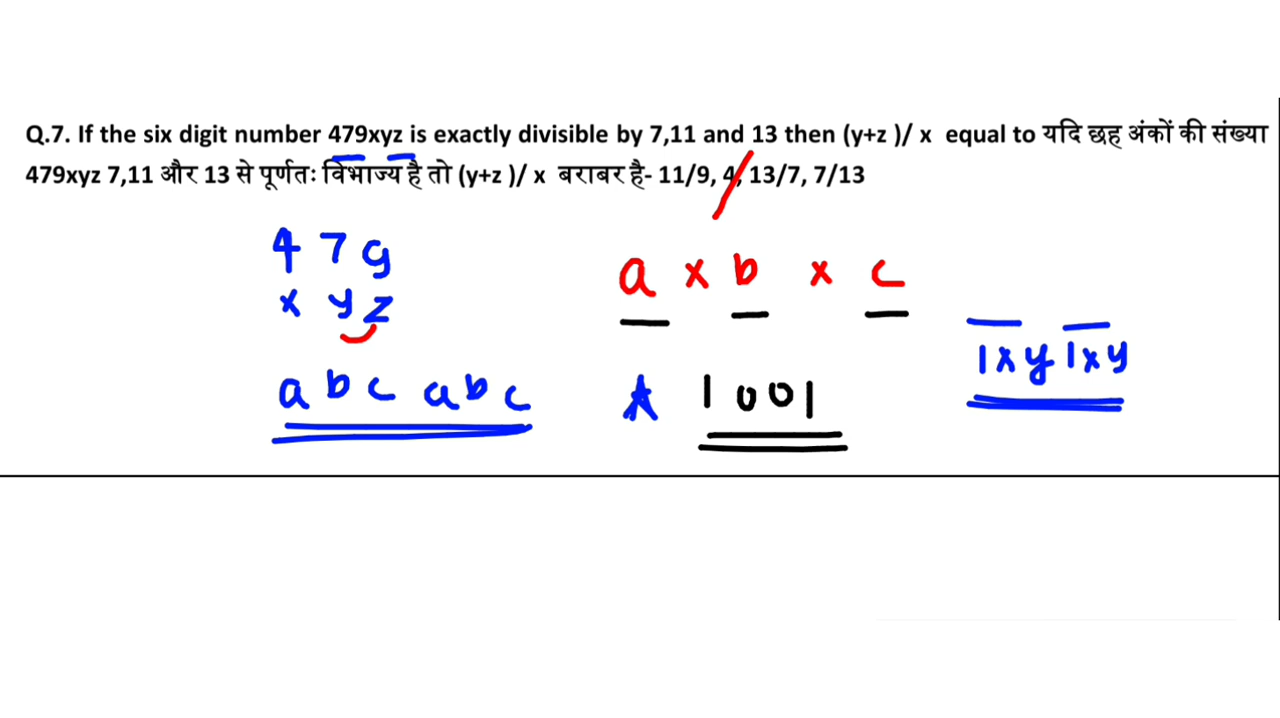 Q.7. If the six digit number 479xyz is exactly divisible by 7,11 and 13 then (y+z )/ x equal to यदि छह अंकों की संख्या
479xyz 7,11 और 13 से पूर्णतः विभाज्य है तो (y+z )/ x बराबर है- 11/9, 4, 13/7, 7/13
4 7 9
x y z
a b c a b c
a x b x c
1001
1xy1xy